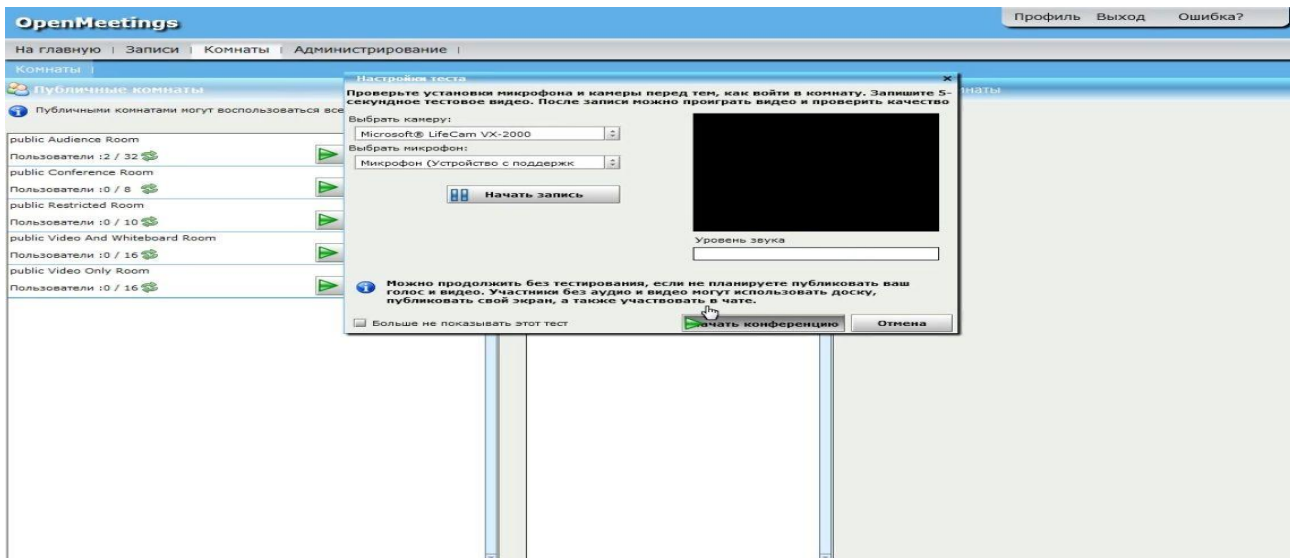 OpenMeetings
Профиль Выход Ошибка?
На главную | Записи | Комнаты | Администрирование |
Комнаты |
Публичные комнаты
Публичными комнатами могут воспользоваться все
public Audience Room
Пользователи :2 / 32
public Conference Room
Пользователи :0 / 8
public Restricted Room
Пользователи :0 / 10
public Video And Whiteboard Room
Пользователи :0 / 16
public Video Only Room
Пользователи :0 / 16
Настройки теста
Проверьте установки микрофона и камеры перед тем, как войти в комнату. Запишите 5-
секундное тестовое видео. После записи можно проиграть видео и проверить качество
Выбрать камеру:
Microsoft® LifeCam VX-2000
Выбрать микрофон:
Микрофон (Устройство с поддержк
Начать запись
Уровень звука
Можно продолжить без тестирования, если не планируете публиковать ваш
голос и видео. Участники без аудио и видео могут использовать доску,
публиковать свой экран, а также участвовать в чате.
Больше не показывать этот тест
ачать конференцию
Отмена
наты